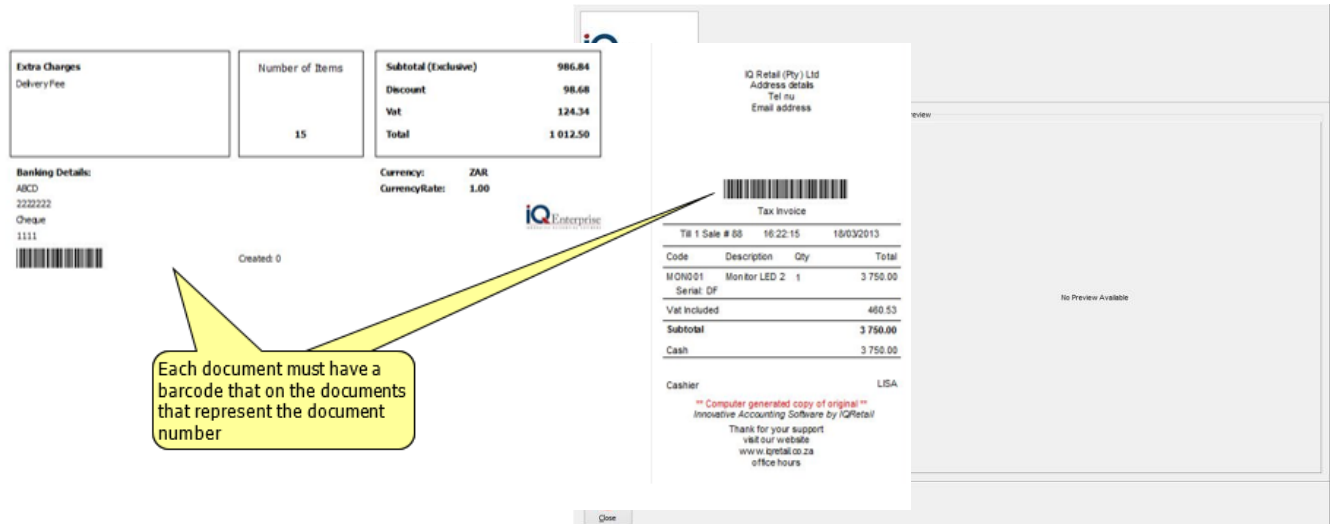 iQ
Extra Charges
Delivery Fee
Number of Items
15
Subtotal (Exclusive) 986.84
Discount 98.68
Vat 124.34
Total 1 012.50
Banking Details:
ABCD
2222222
Cheque
1111
Currency: ZAR
CurrencyRate: 1.00
iQ Enterprise
Created: 0
Each document must have a
barcode that on the documents
that represent the document
number
IQ Retail (Pty) Ltd
Address details
Tel nu
Email address
Tax Invoice
Till 1 Sale # 88 16:22:15 18/03/2013
Code Description Qty Total
MON001 Monitor LED 2 1 3 750.00
Serial: DF
Vat Included 460.53
Subtotal 3 750.00
Cash 3 750.00
Cashier LISA
** Computer generated copy of original **
Innovative Accounting Software by IQRetail
Thank for your support
visit our website
www.iqretail.co.za
office hours
review
No Preview Available
Close